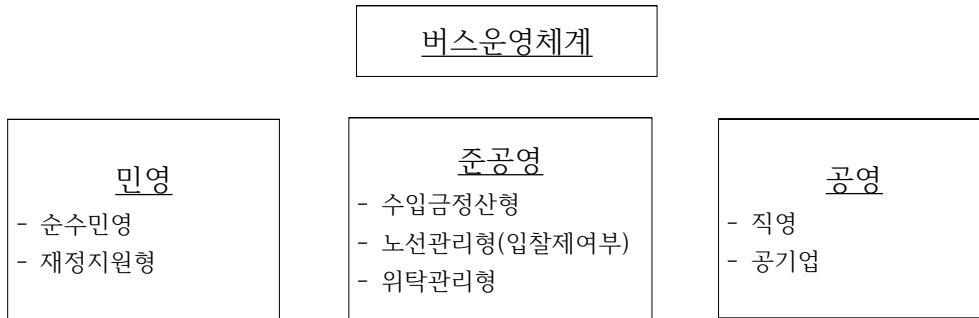 버스운영체계
민영
- 순수민영
- 재정지원형
준공영
- 수입금정산형
- 노선관리형(입찰제여부)
- 위탁관리형
공영
- 직영
- 공기업